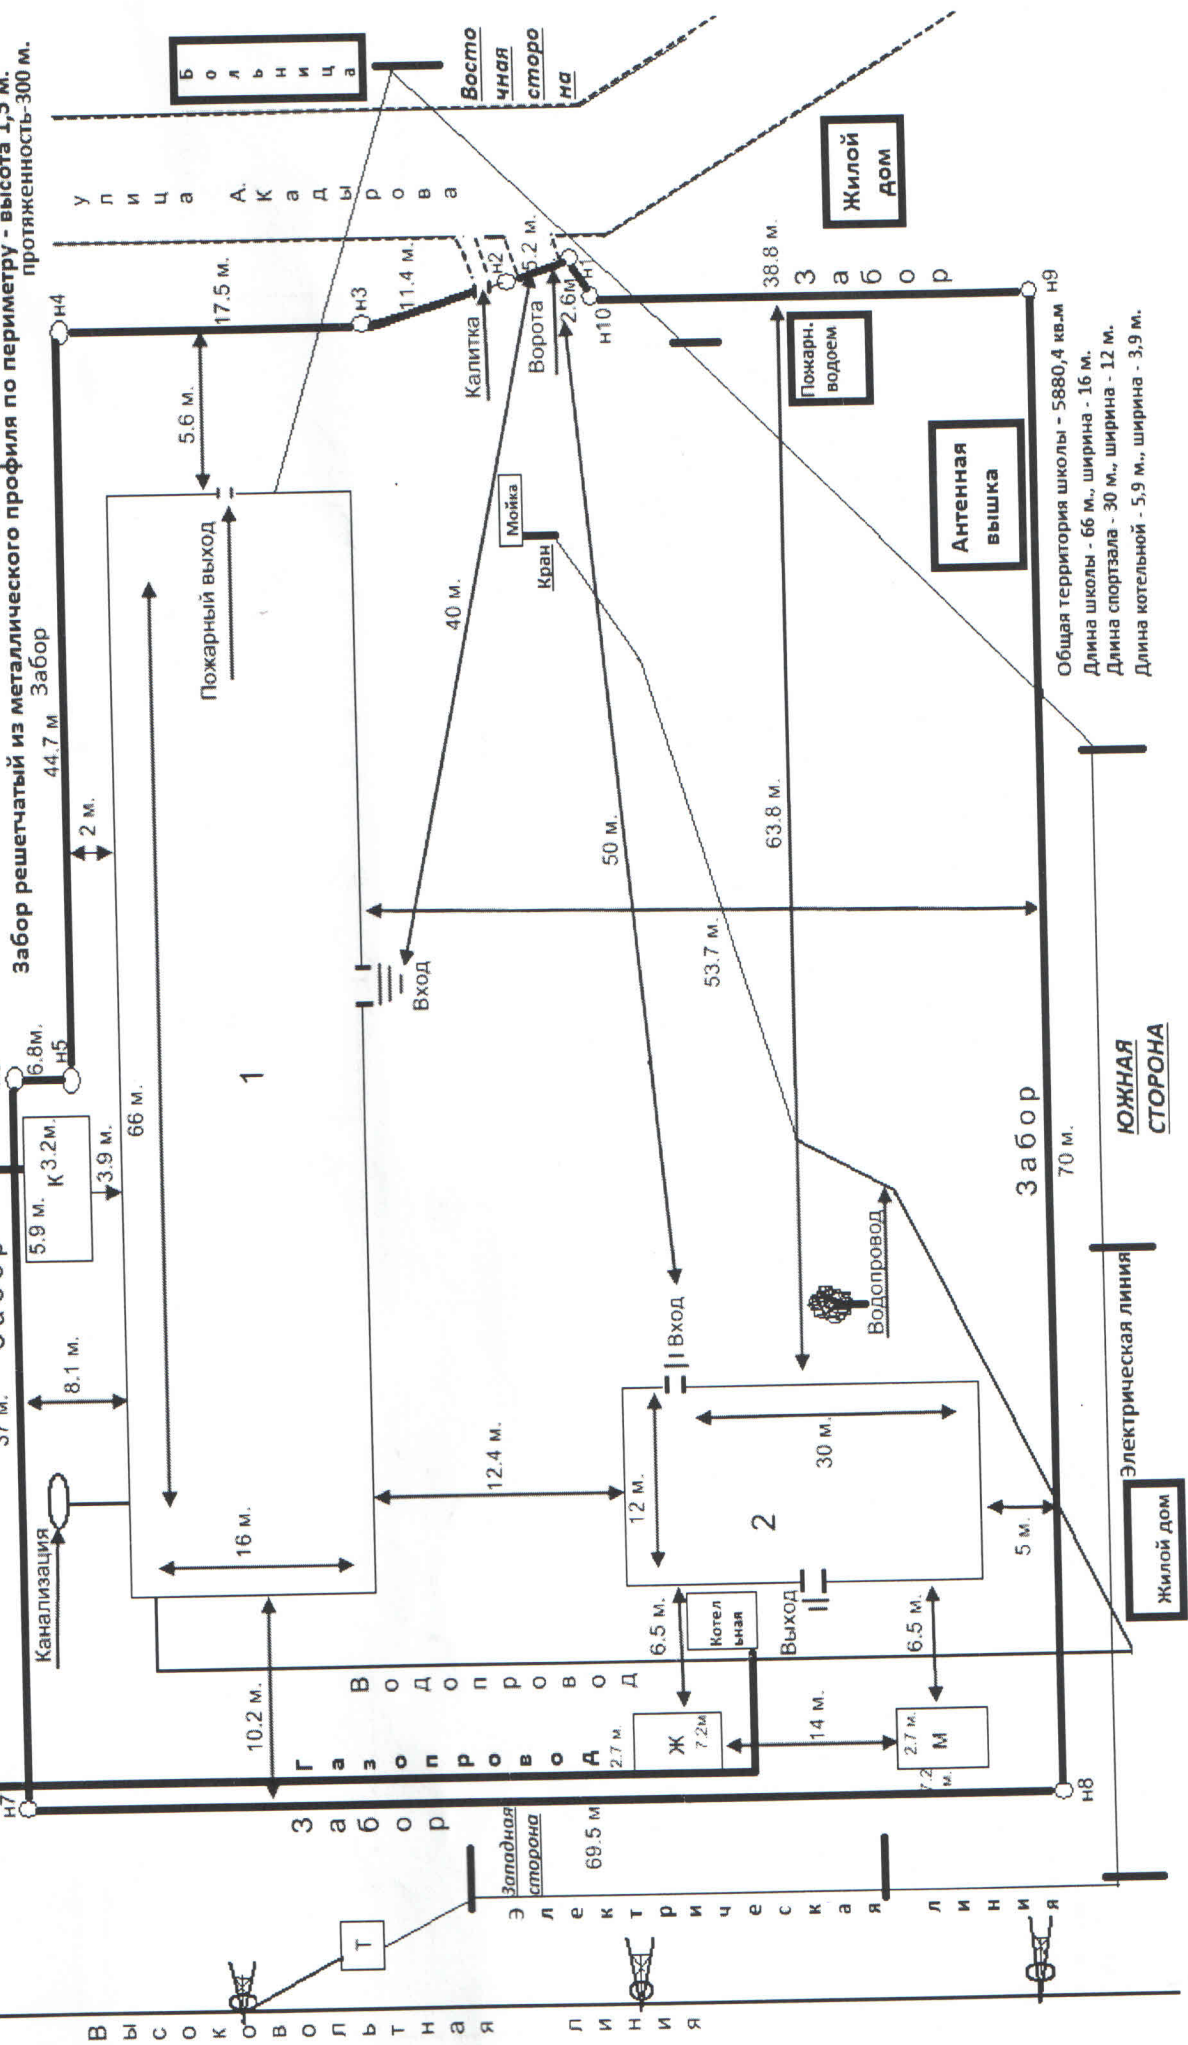 Забор решетчатый из металлического профиля по периметру - высота 1,5 м.
протяженность-300 м.
44.7 м
Забор
н4
17.5 м.
н3
11.4 м.
н2
5.2 м.
н1
2.6м
н10
38.8 м.
Забор
н9
улица А. Кадырова
Больница
Восто
чная
сторо
на
Жилой
дом
Калитка
Ворота
Пожарн.
водоем
Антенная
вышка
Общая территория школы - 5880,4 кв.м
Длина школы - 66 м., ширина - 16 м.
Длина спортзала - 30 м., ширина - 12 м.
Длина котельной - 5,9 м., ширина - 3,9 м.
5.6 м.
Пожарный выход
Мойка
Кран
40 м.
50 м.
63.8 м.
53.7 м.
2 м.
6.8м.
н5
К 3.2м.
5.9 м.
3.9 м.
66 м.
1
Вход
37 м.
8.1 м.
Канализация
16 м.
12.4 м.
Вход
12 м.
2
30 м.
Водопровод
5 м.
Забор
70 м.
ЮЖНАЯ
СТОРОНА
Электрическая линия
Жилой дом
н7
10.2 м.
Водопровод
Газопровод
Забор
6.5 м.
Котел
ьная
Выход
6.5 м.
2.7 м.
Ж
7.2м
14 м.
2.7 м.
М
7.2
м.
н8
Западная
сторона
69.5 м
Электрическая линия
Т
Высоковольтная линия